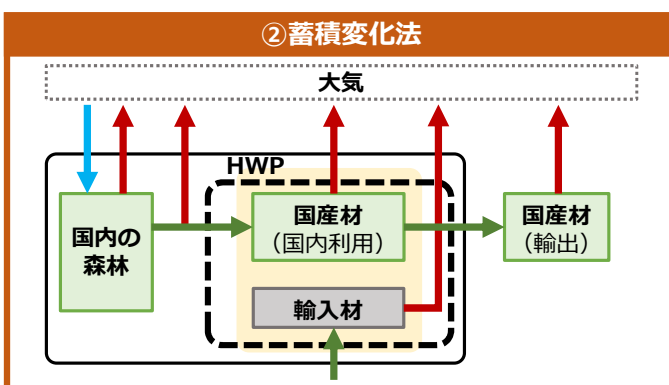 ②蓄積変化法
大気
HWP
国内の
森林
国産材
（国内利用）
国産材
（輸出）
輸入材